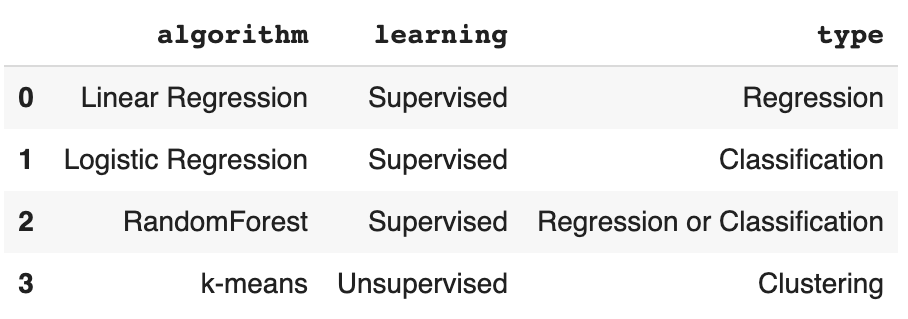 algorithm learning type
0 Linear Regression Supervised Regression
1 Logistic Regression Supervised Classification
2 RandomForest Supervised Regression or Classification
3 k-means Unsupervised Clustering